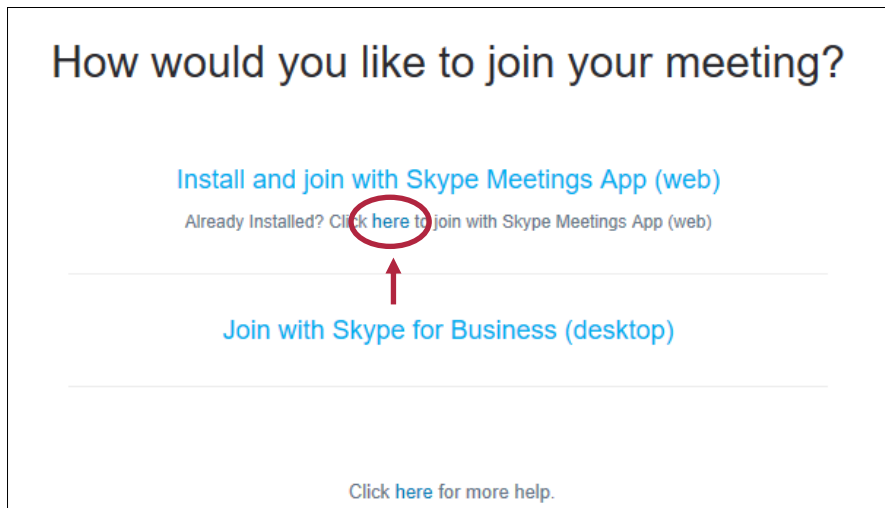 How would you like to join your meeting?
Install and join with Skype Meetings App (web)
Already Installed? Click here to join with Skype Meetings App (web)
Join with Skype for Business (desktop)
Click here for more help.